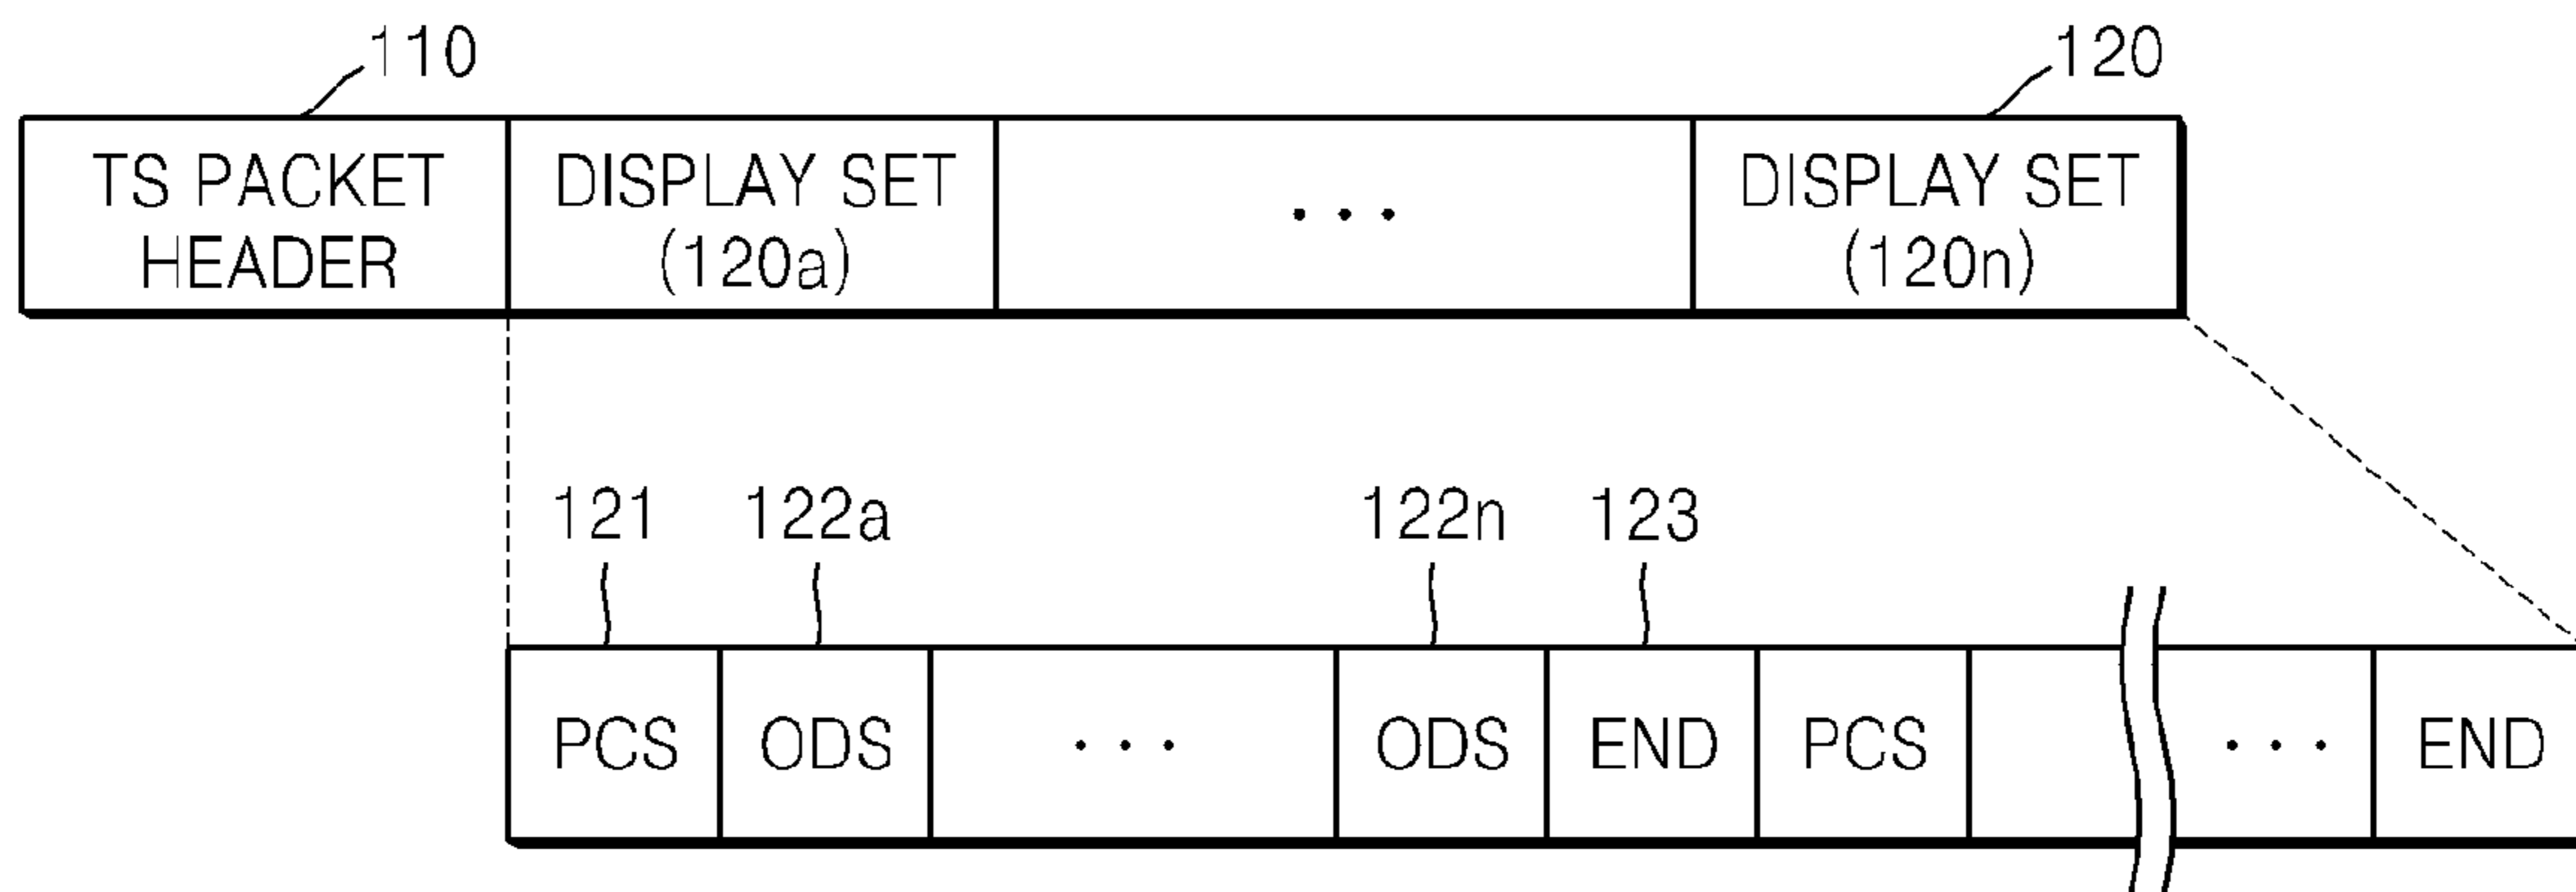 110 120
TS PACKET HEADER
DISPLAY SET (120a)
...
DISPLAY SET (120n)
121 122a 122n 123
PCS ODS ... ODS END PCS ... END